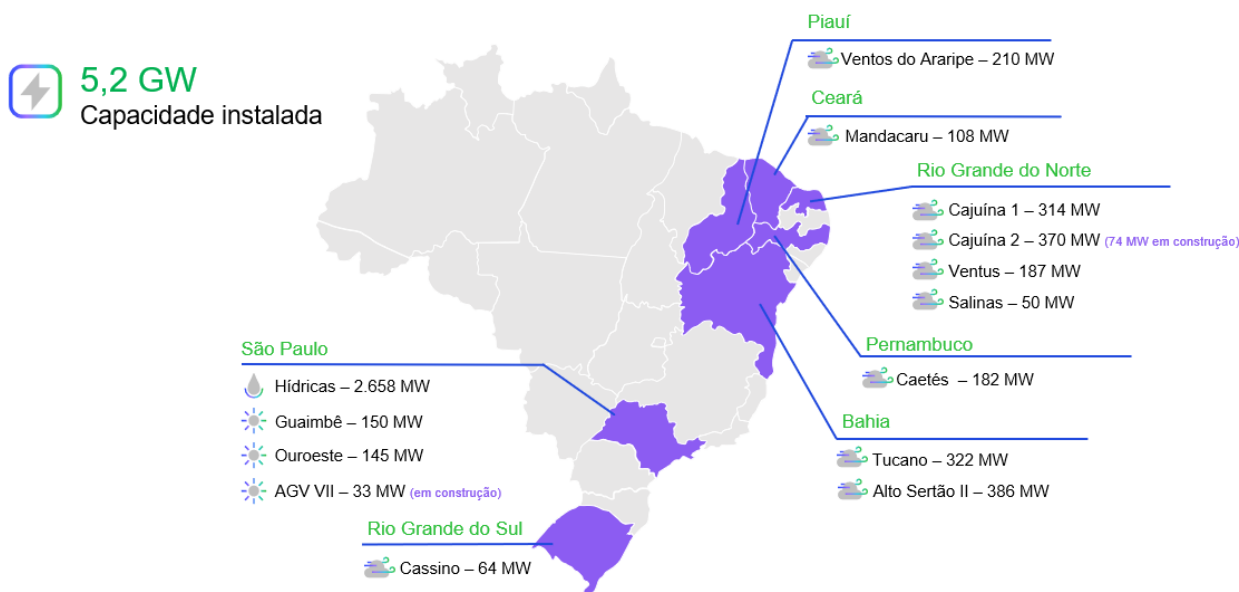 5,2 GW
Capacidade instalada
Piauí
Ventos do Araripe – 210 MW
Ceará
Mandacaru – 108 MW
Rio Grande do Norte
Cajuína 1 – 314 MW
Cajuína 2 – 370 MW (74 MW em construção)
Ventus – 187 MW
Salinas – 50 MW
Pernambuco
Caetés – 182 MW
Bahia
Tucano – 322 MW
Alto Sertão II – 386 MW
São Paulo
Hídricas – 2.658 MW
Guaimbê – 150 MW
Ouroeste – 145 MW
AGV VII – 33 MW (em construção)
Rio Grande do Sul
Cassino – 64 MW